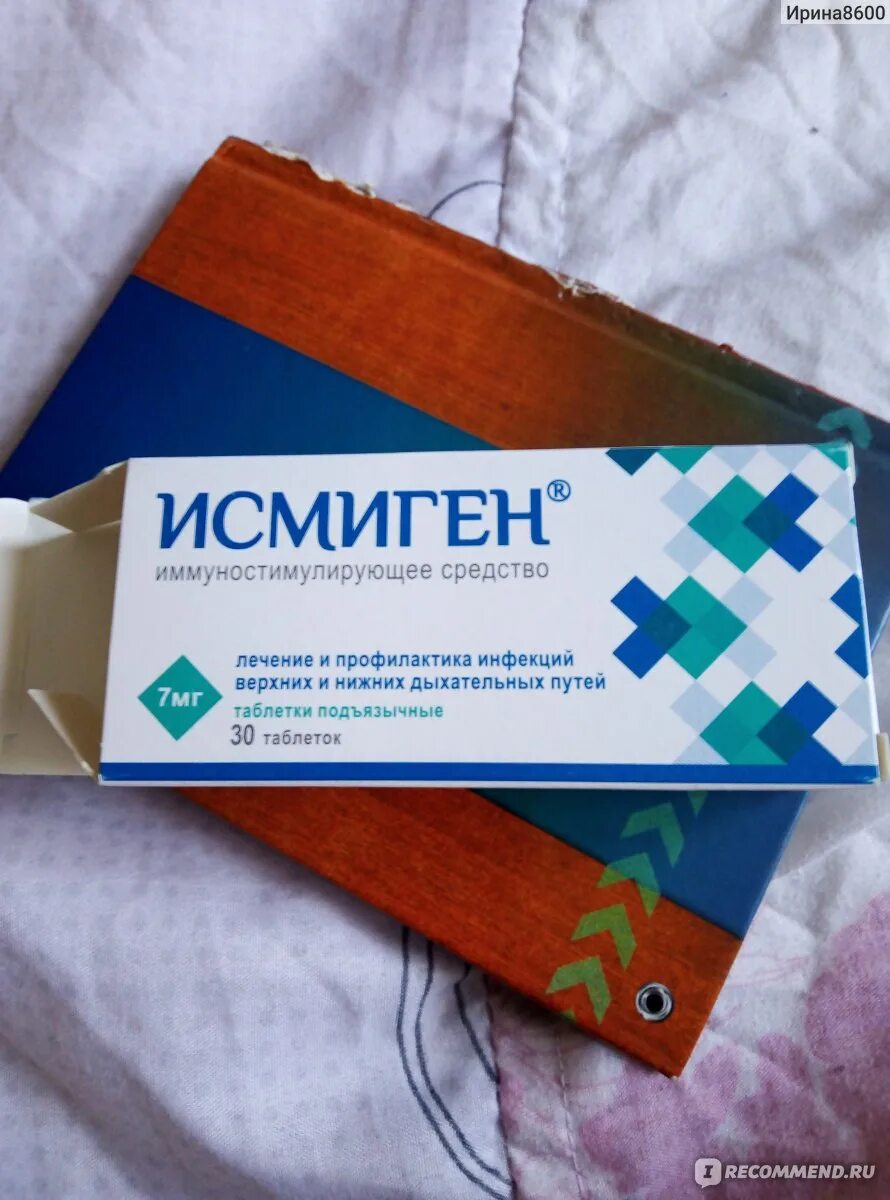 Ирина8600
ИСМИГЕН®
иммуностимулирующее средство
лечение и профилактика инфекций
верхних и нижних дыхательных путей
7мг
таблетки подъязычные
30 таблеток
I RECOMMEND.RU